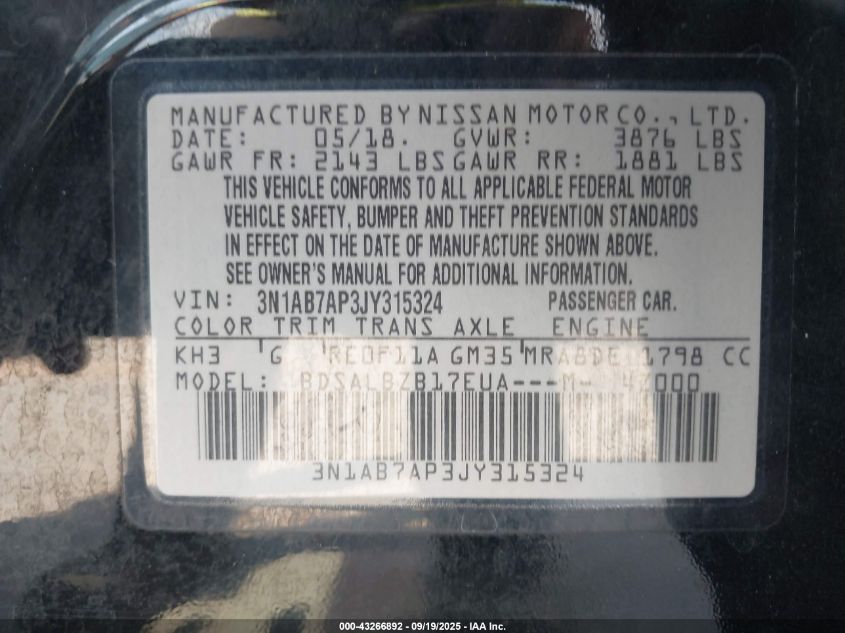 MANUFACTURED BY NISSAN MOTOR CO., LTD.
DATE: 05/18. GVWR: 3876 LBS
GAWR FR: 2143 LBS GAWR RR: 1881 LBS
THIS VEHICLE CONFORMS TO ALL APPLICABLE FEDERAL MOTOR
VEHICLE SAFETY, BUMPER AND THEFT PREVENTION STANDARDS
IN EFFECT ON THE DATE OF MANUFACTURE SHOWN ABOVE.
SEE OWNER'S MANUAL FOR ADDITIONAL INFORMATION.
VIN: 3N1AB7AP3JY315324 PASSENGER CAR.
COLOR TRIM TRANS AXLE ENGINE
KH3 'G 'RE0F11A GM35 'MRA8DE 1798 CC
MODEL: BDSALBZB17EUA---M- 47000
3N1AB7AP3JY315324
000-43266892 - 09/19/2025 - IAA Inc.